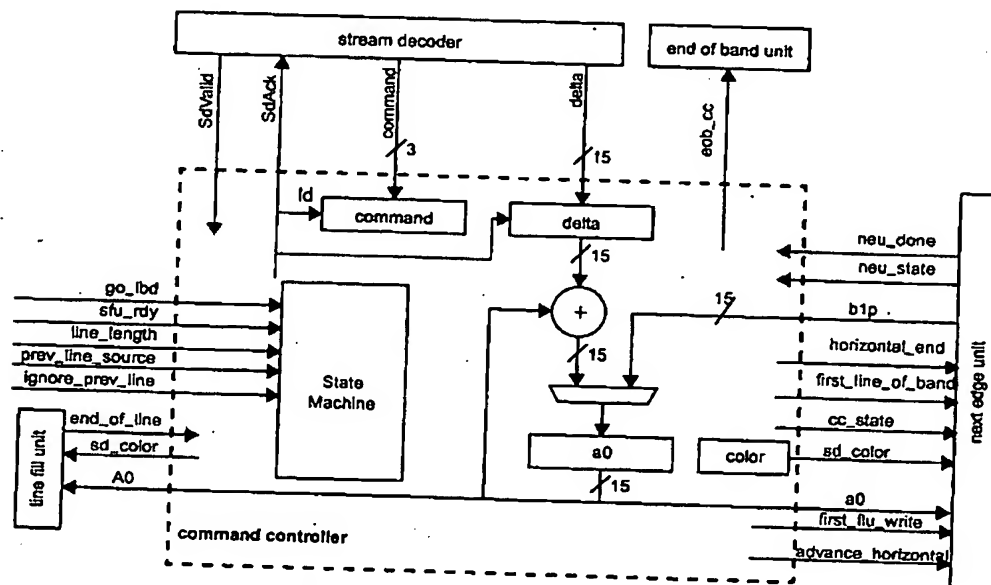 stream decoder
end of band unit
SdValid
SdAck
command
delta
eob_cc
3
15
ld
command
delta
15
neu_done
neu_state
15
b1p
go_lbd
sfu_rdy
line_length
prev_line_source
ignore_prev_line
State
Machine
+
15
horizontal_end
first_line_of_band
cc_state
next edge unit
end_of_line
sd_color
line fill unit
A0
a0
color
sd_color
15
a0
first_flu_write
command controller
advance_horizontal